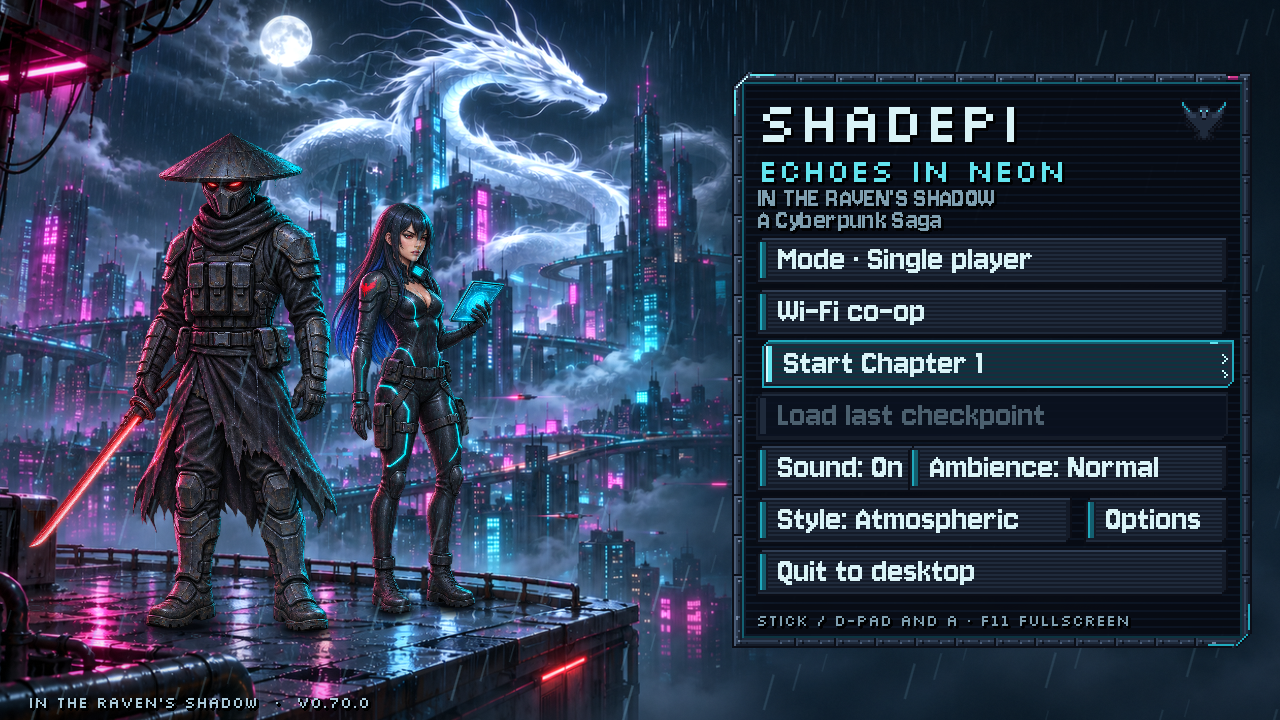 SHADEPI
ECHOES IN NEON
IN THE RAVEN'S SHADOW
A Cyberpunk Saga
Mode · Single player
Wi-Fi co-op
Start Chapter 1
Load last checkpoint
Sound: On Ambience: Normal
Style: Atmospheric Options
Quit to desktop
STICK / D-PAD AND A · F11 FULLSCREEN
IN THE RAVEN'S SHADOW · V0.70.0